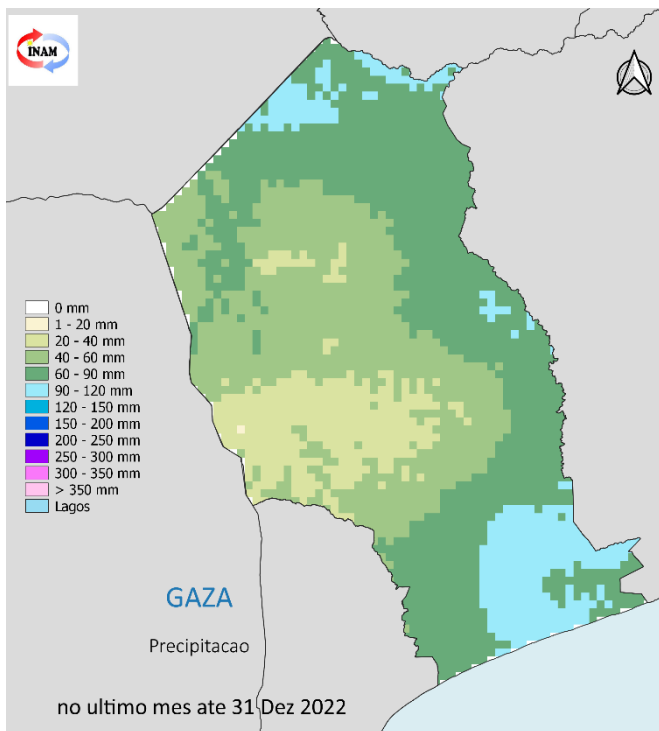 INAM
0 mm
1 - 20 mm
20 - 40 mm
40 - 60 mm
60 - 90 mm
90 - 120 mm
120 - 150 mm
150 - 200 mm
200 - 250 mm
250 - 300 mm
300 - 350 mm
> 350 mm
Lagos
GAZA
Precipitacao
no ultimo mes ate 31 Dez 2022